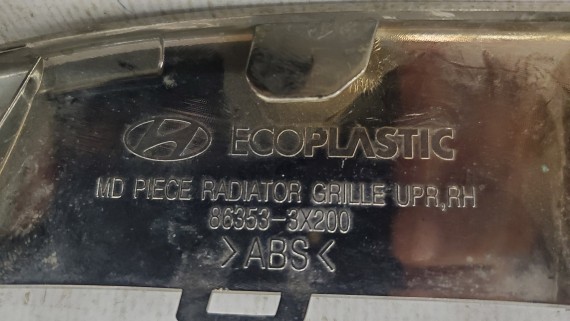 ECOPLASTIC
MD PIECE RADIATOR GRILLE UPR,RH
86353-3X200
>ABS<